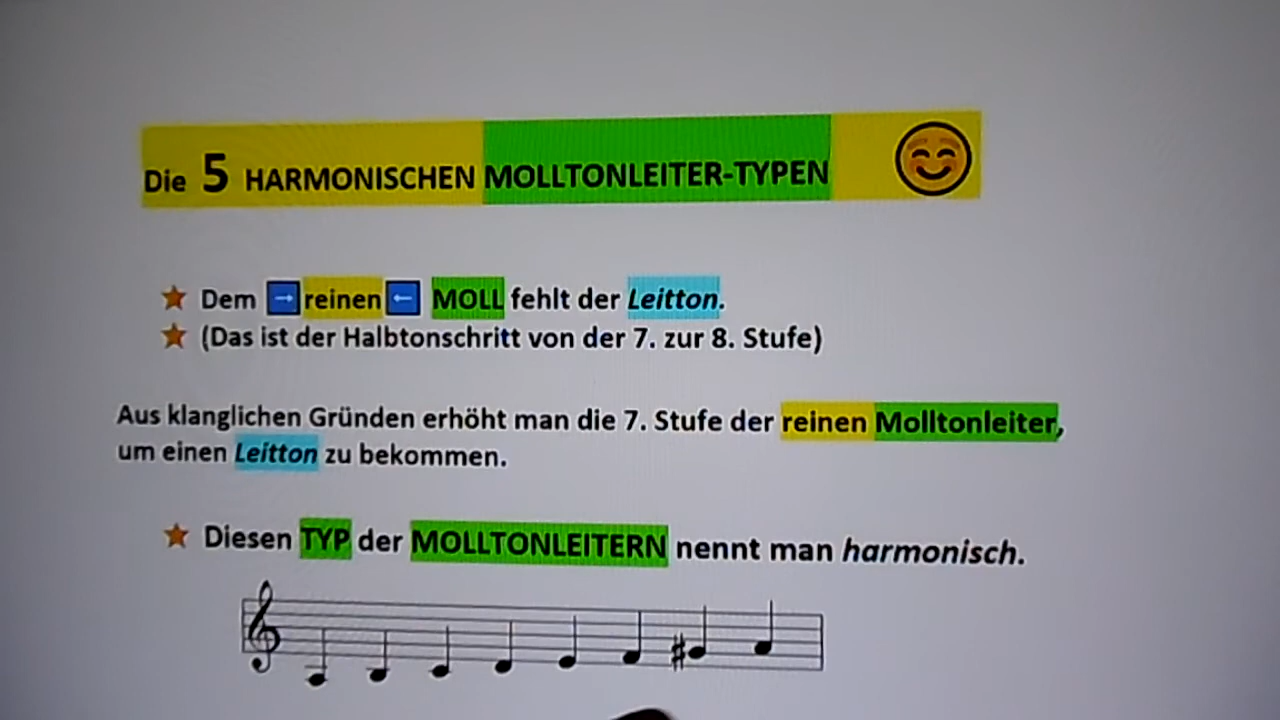 Die 5 HARMONISCHEN MOLLTONLEITER-TYPEN
Dem reinen MOLL fehlt der Leitton.
(Das ist der Halbtonschritt von der 7. zur 8. Stufe)
Aus klanglichen Gründen erhöht man die 7. Stufe der reinen Molltonleiter,
um einen Leitton zu bekommen.
Diesen TYP der MOLLTONLEITERN nennt man harmonisch.